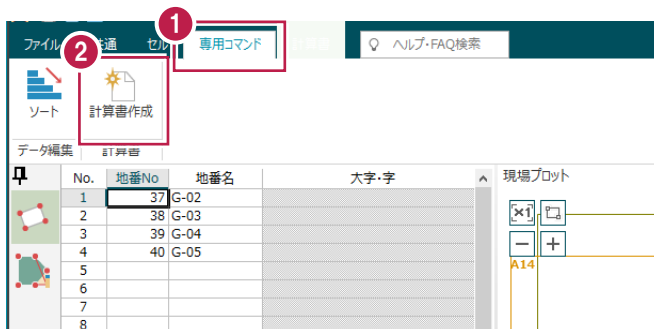 1
ファイル 共通 セル 専用コマンド ヘルプ・FAQ検索
2
ソート 計算書作成
データ編集 計算書
No. 地番No 地番名 大字・字 現場プロット
1 37 G-02
2 38 G-03
3 39 G-04
4 40 G-05
5
6
7
8
×1
A14